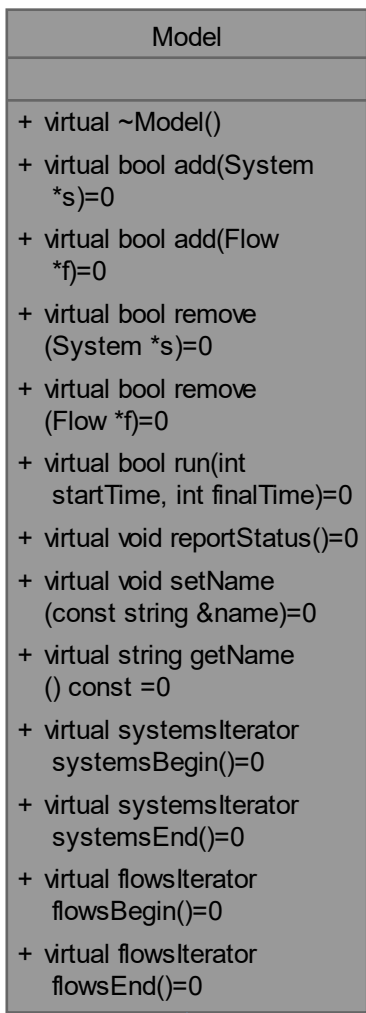 Model
+ virtual ~Model()
+ virtual bool add(System
*s)=0
+ virtual bool add(Flow
*f)=0
+ virtual bool remove
(System *s)=0
+ virtual bool remove
(Flow *f)=0
+ virtual bool run(int
startTime, int finalTime)=0
+ virtual void reportStatus()=0
+ virtual void setName
(const string &name)=0
+ virtual string getName
() const =0
+ virtual systemsIterator
systemsBegin()=0
+ virtual systemsIterator
systemsEnd()=0
+ virtual flowsIterator
flowsBegin()=0
+ virtual flowsIterator
flowsEnd()=0